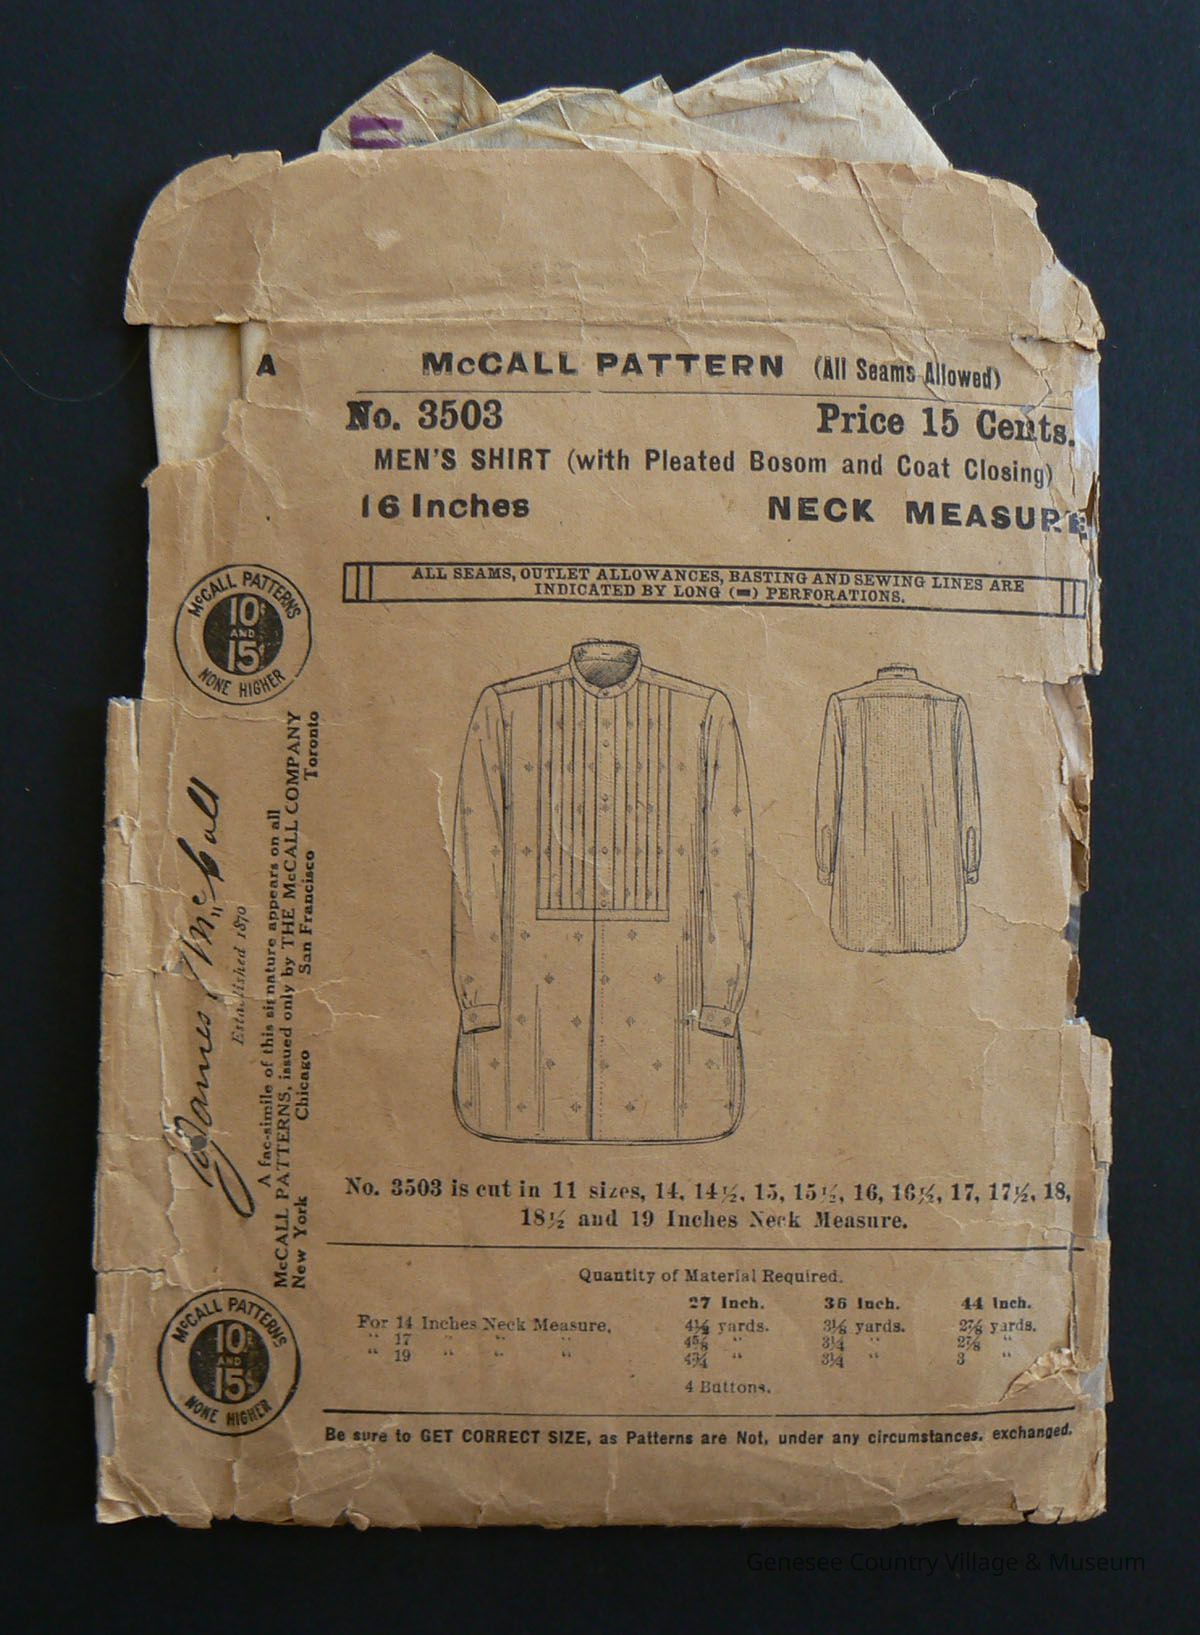 A
McCALL PATTERN (All Seams Allowed)
No. 3503 Price 15 Cents.
MEN'S SHIRT (with Pleated Bosom and Coat Closing)
16 Inches NECK MEASURE
ALL SEAMS, OUTLET ALLOWANCES, BASTING AND SEWING LINES ARE
INDICATED BY LONG (▬) PERFORATIONS.
McCALL PATTERNS
10¢
AND
15¢
NONE HIGHER
James McCall
Established 1870
A fac-simile of this signature appears on all
McCALL PATTERNS, issued only by THE McCALL COMPANY
New York Chicago San Francisco Toronto
No. 3503 is cut in 11 sizes, 14, 14½, 15, 15½, 16, 16½, 17, 17½, 18,
18½ and 19 Inches Neck Measure.
Quantity of Material Required.
27 Inch. 36 Inch. 44 Inch.
For 14 Inches Neck Measure, 4½ yards. 3⅛ yards. 2⅞ yards.
" 17 " " " 4⅝ " 3¼ " 2⅞ "
" 19 " " " 4¾ " 3¼ " 3 "
4 Buttons.
McCALL PATTERNS
10¢
AND
15¢
NONE HIGHER
Be sure to GET CORRECT SIZE, as Patterns are Not, under any circumstances, exchanged.
Genesee Country Village & Museum